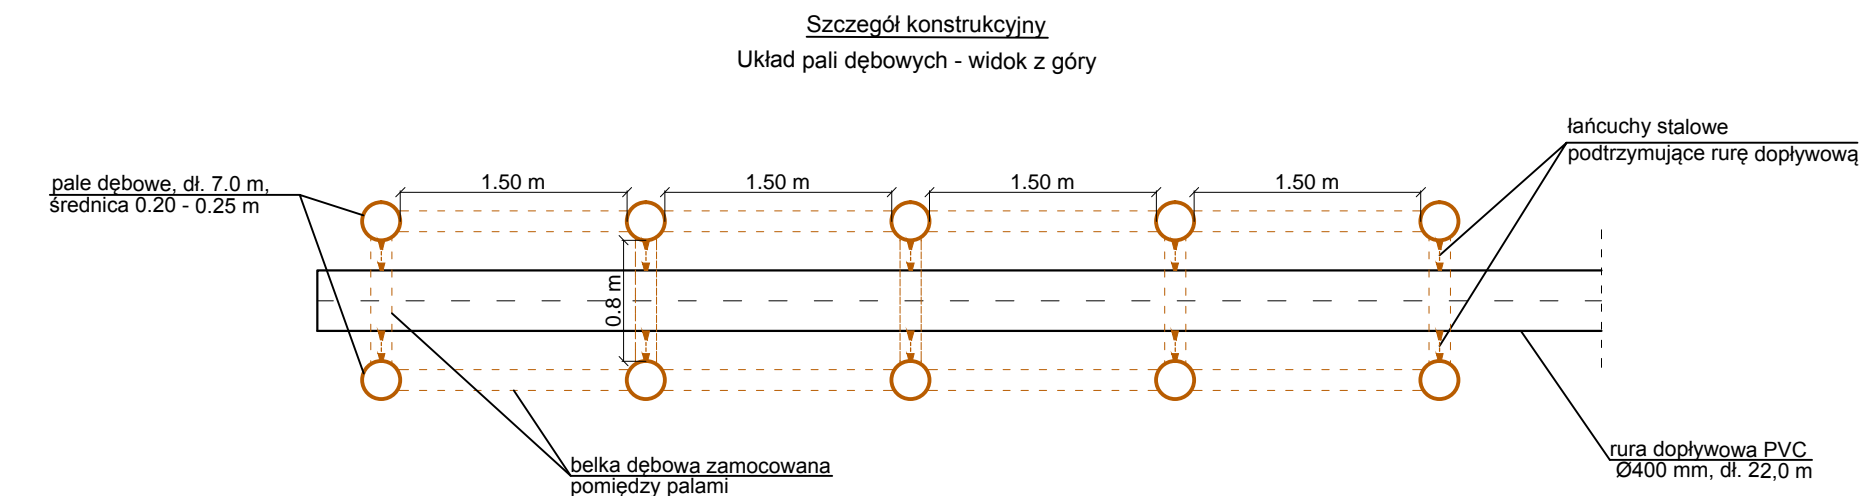 Szczegół konstrukcyjny
Układ pali dębowych - widok z góry
łańcuchy stalowe
podtrzymujące rurę dopływową
pale dębowe, dł. 7.0 m,
średnica 0.20 - 0.25 m
1.50 m
1.50 m
1.50 m
1.50 m
0.8 m
belka dębowa zamocowana
pomiędzy palami
rura dopływowa PVC
Ø400 mm, dł. 22,0 m